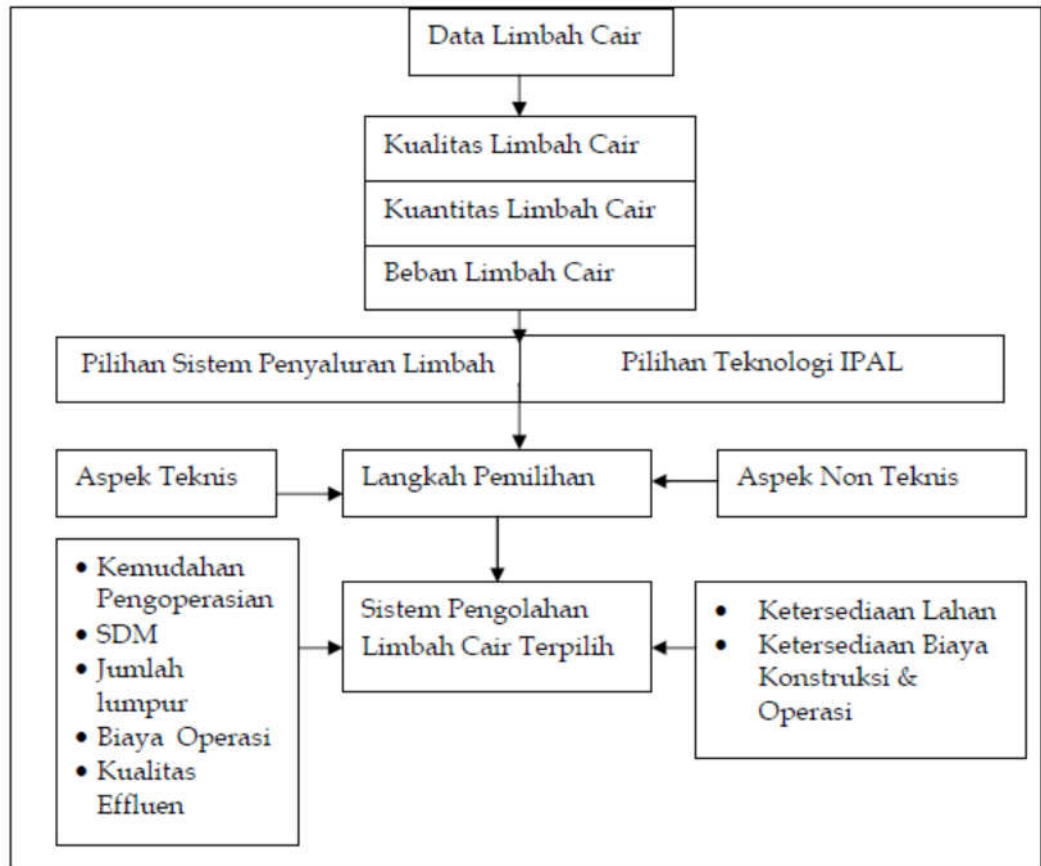 Data Limbah Cair
Kualitas Limbah Cair
Kuantitas Limbah Cair
Beban Limbah Cair
Pilihan Sistem Penyaluran Limbah
Pilihan Teknologi IPAL
Aspek Teknis
Langkah Pemilihan
Aspek Non Teknis
• Kemudahan
Pengoperasian
• SDM
• Jumlah
lumpur
• Biaya Operasi
• Kualitas
Effluen
Sistem Pengolahan
Limbah Cair Terpilih
• Ketersediaan Lahan
• Ketersediaan Biaya
Konstruksi &
Operasi